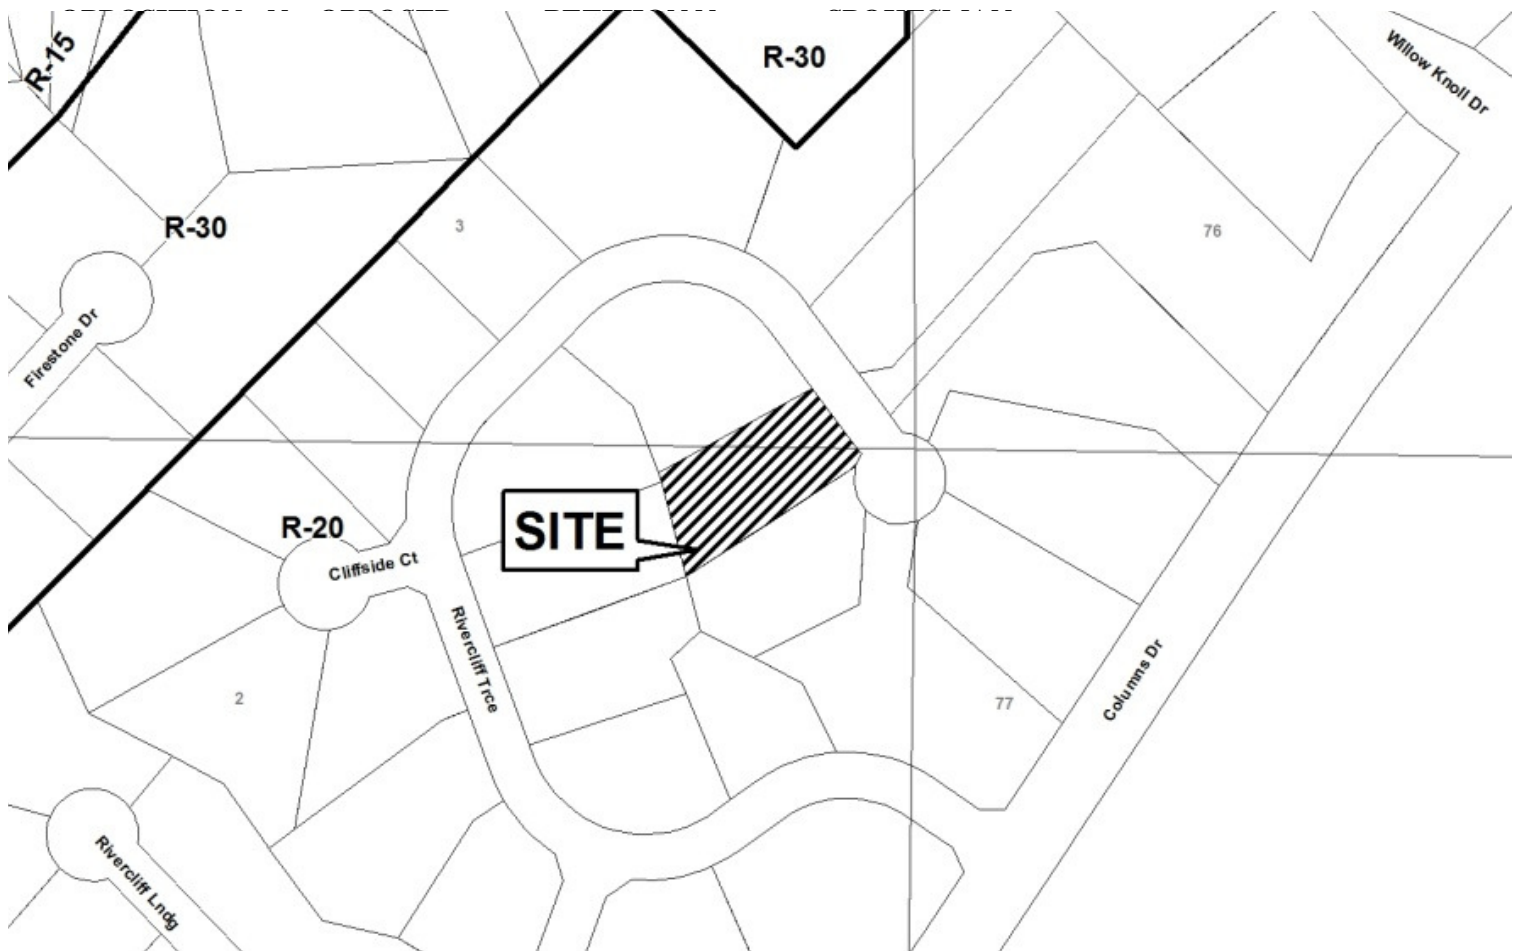 R-15
R-30
Willow Knoll Dr
3
R-30
76
Firestone Dr
SITE
R-20
Cliffside Ct
Rivercliff Trce
2
77
Columns Dr
Rivercliff Lndg